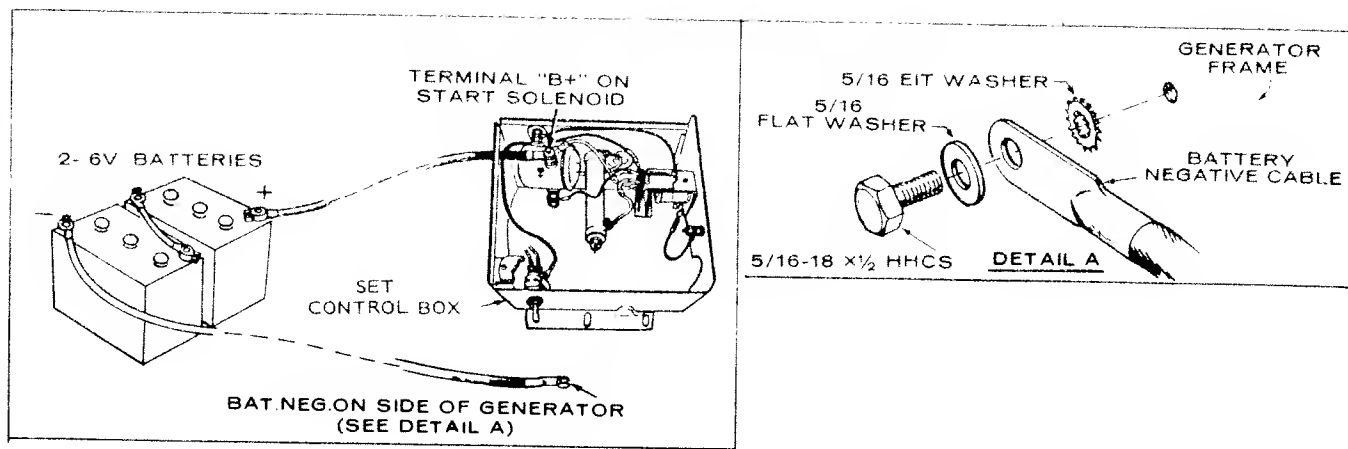 TERMINAL "B+" ON
START SOLENOID
2- 6V BATTERIES
+
-
SET
CONTROL BOX
BAT.NEG.ON SIDE OF GENERATOR
(SEE DETAIL A)
GENERATOR
FRAME
5/16 EIT WASHER
5/16
FLAT WASHER
BATTERY
NEGATIVE CABLE
5/16-18 x½ HHCS
DETAIL A